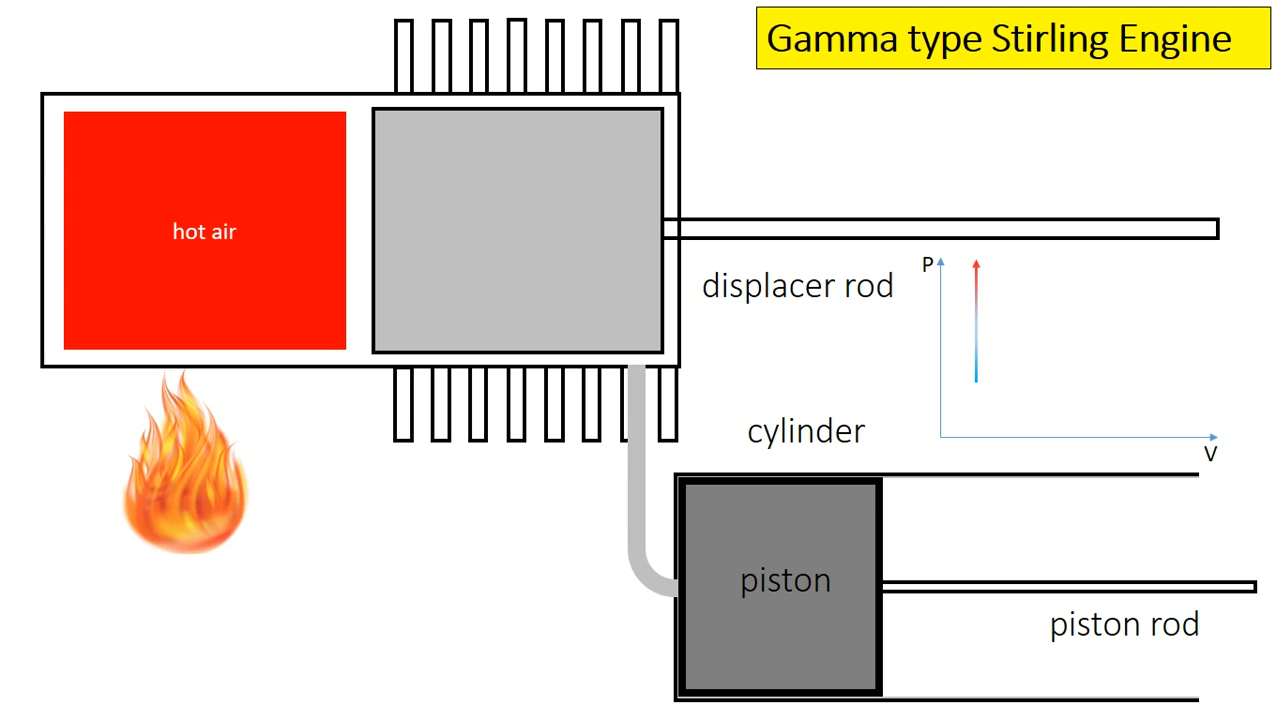 Gamma type Stirling Engine
hot air
displacer rod
P
cylinder
V
piston
piston rod